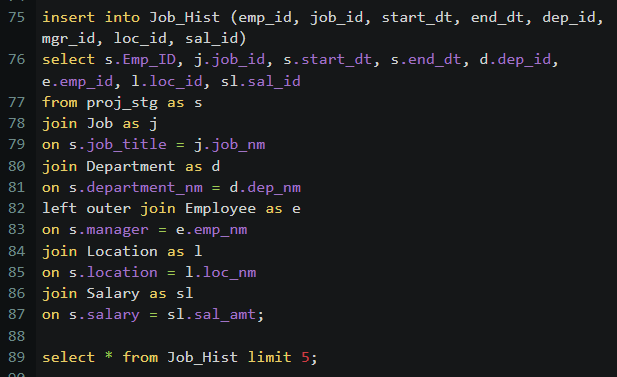 75 insert into Job_Hist (emp_id, job_id, start_dt, end_dt, dep_id,
mgr_id, loc_id, sal_id)
76 select s.Emp_ID, j.job_id, s.start_dt, s.end_dt, d.dep_id,
e.emp_id, l.loc_id, sl.sal_id
77 from proj_stg as s
78 join Job as j
79 on s.job_title = j.job_nm
80 join Department as d
81 on s.department_nm = d.dep_nm
82 left outer join Employee as e
83 on s.manager = e.emp_nm
84 join Location as l
85 on s.location = l.loc_nm
86 join Salary as sl
87 on s.salary = sl.sal_amt;
88
89 select * from Job_Hist limit 5;